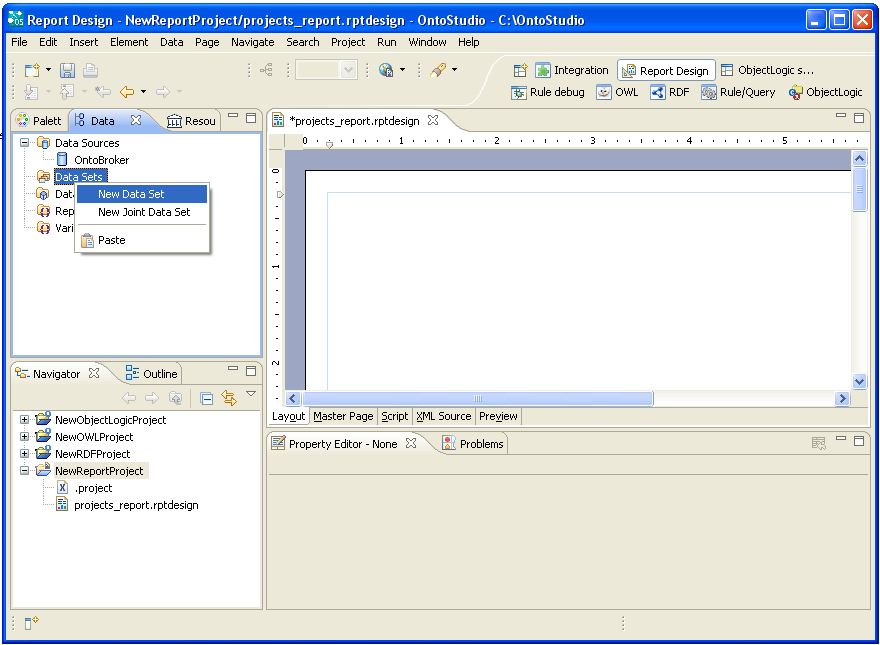 Report Design - NewReportProject/projects_report.rptdesign - OntoStudio - C:\OntoStudio
File Edit Insert Element Data Page Navigate Search Project Run Window Help
Integration Report Design ObjectLogic s...
Rule debug OWL RDF Rule/Query ObjectLogic
Palett Data Resou
*projects_report.rptdesign
Data Sources
OntoBroker
Data Sets
Dat
Rep
Vari
New Data Set
New Joint Data Set
Paste
0 1 2 3 4 5
0
1
2
Layout Master Page Script XML Source Preview
Navigator Outline
NewObjectLogicProject
NewOWLProject
NewRDFProject
NewReportProject
.project
projects_report.rptdesign
Property Editor - None Problems